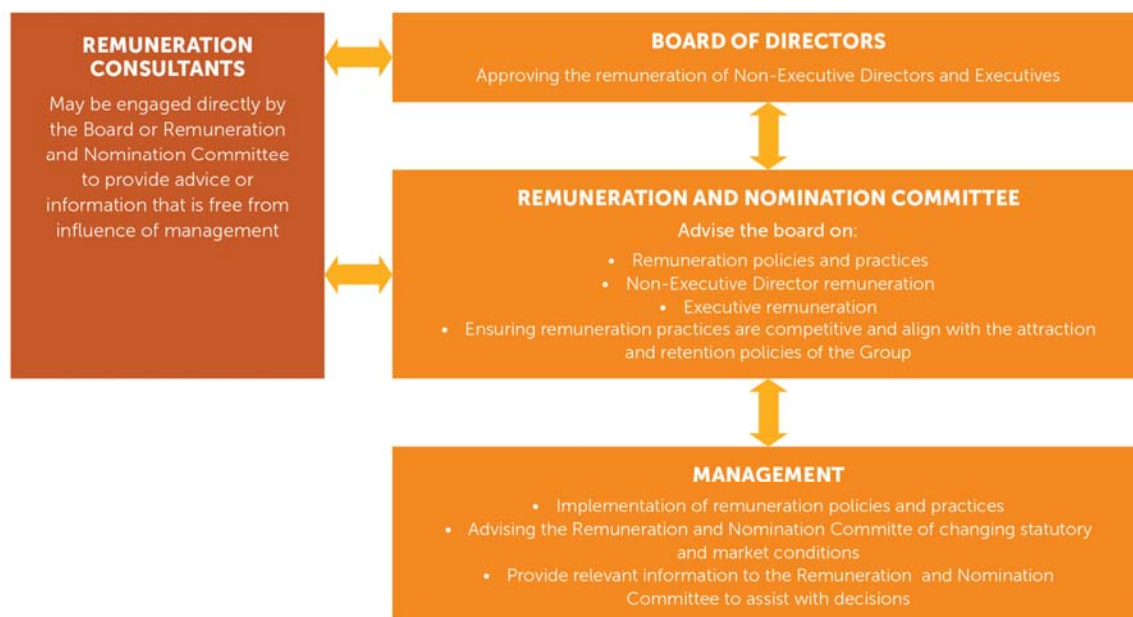 REMUNERATION
CONSULTANTS
May be engaged directly by
the Board or Remuneration
and Nomination Committee
to provide advice or
information that is free from
influence of management
BOARD OF DIRECTORS
Approving the remuneration of Non-Executive Directors and Executives
REMUNERATION AND NOMINATION COMMITTEE
Advise the board on:
• Remuneration policies and practices
• Non-Executive Director remuneration
• Executive remuneration
• Ensuring remuneration practices are competitive and align with the attraction
and retention policies of the Group
MANAGEMENT
• Implementation of remuneration policies and practices
• Advising the Remuneration and Nomination Committe of changing statutory
and market conditions
• Provide relevant information to the Remuneration and Nomination
Committee to assist with decisions